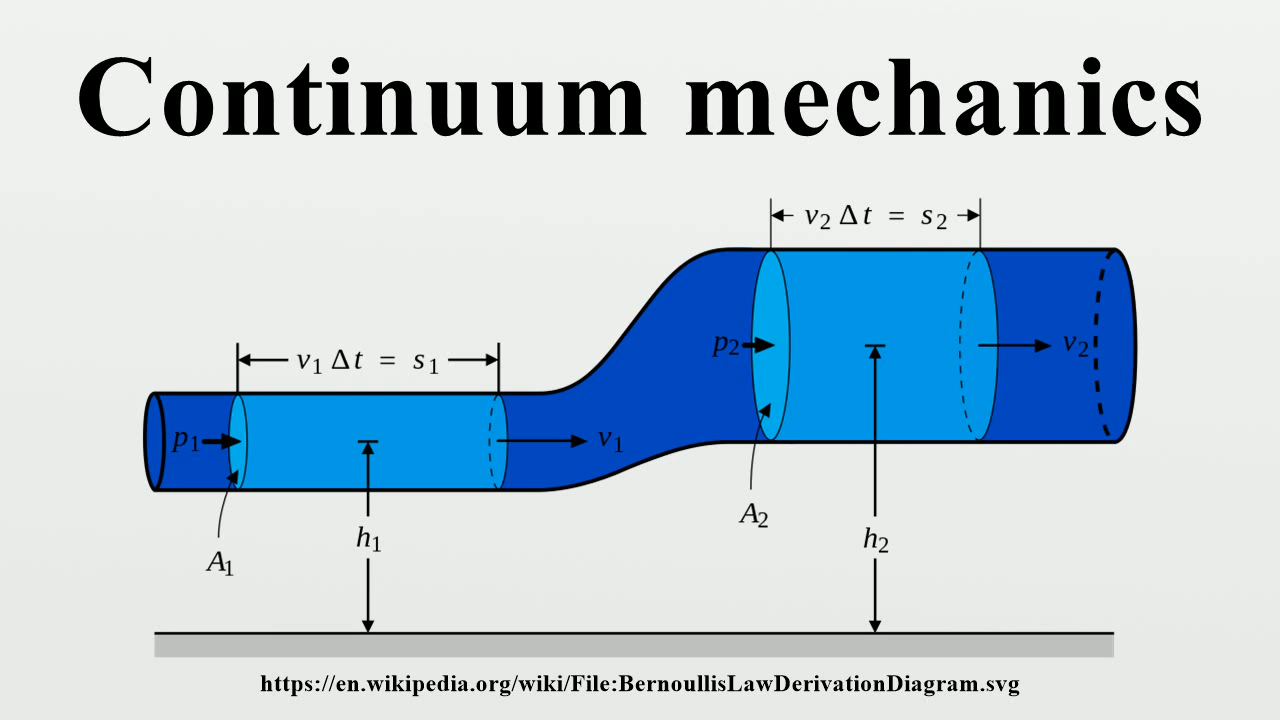 Continuum mechanics
v₂ Δt = s₂
v₁ Δt = s₁
p₂
v₂
p₁
v₁
A₂
h₁
h₂
A₁
https://en.wikipedia.org/wiki/File:BernoullisLawDerivationDiagram.svg